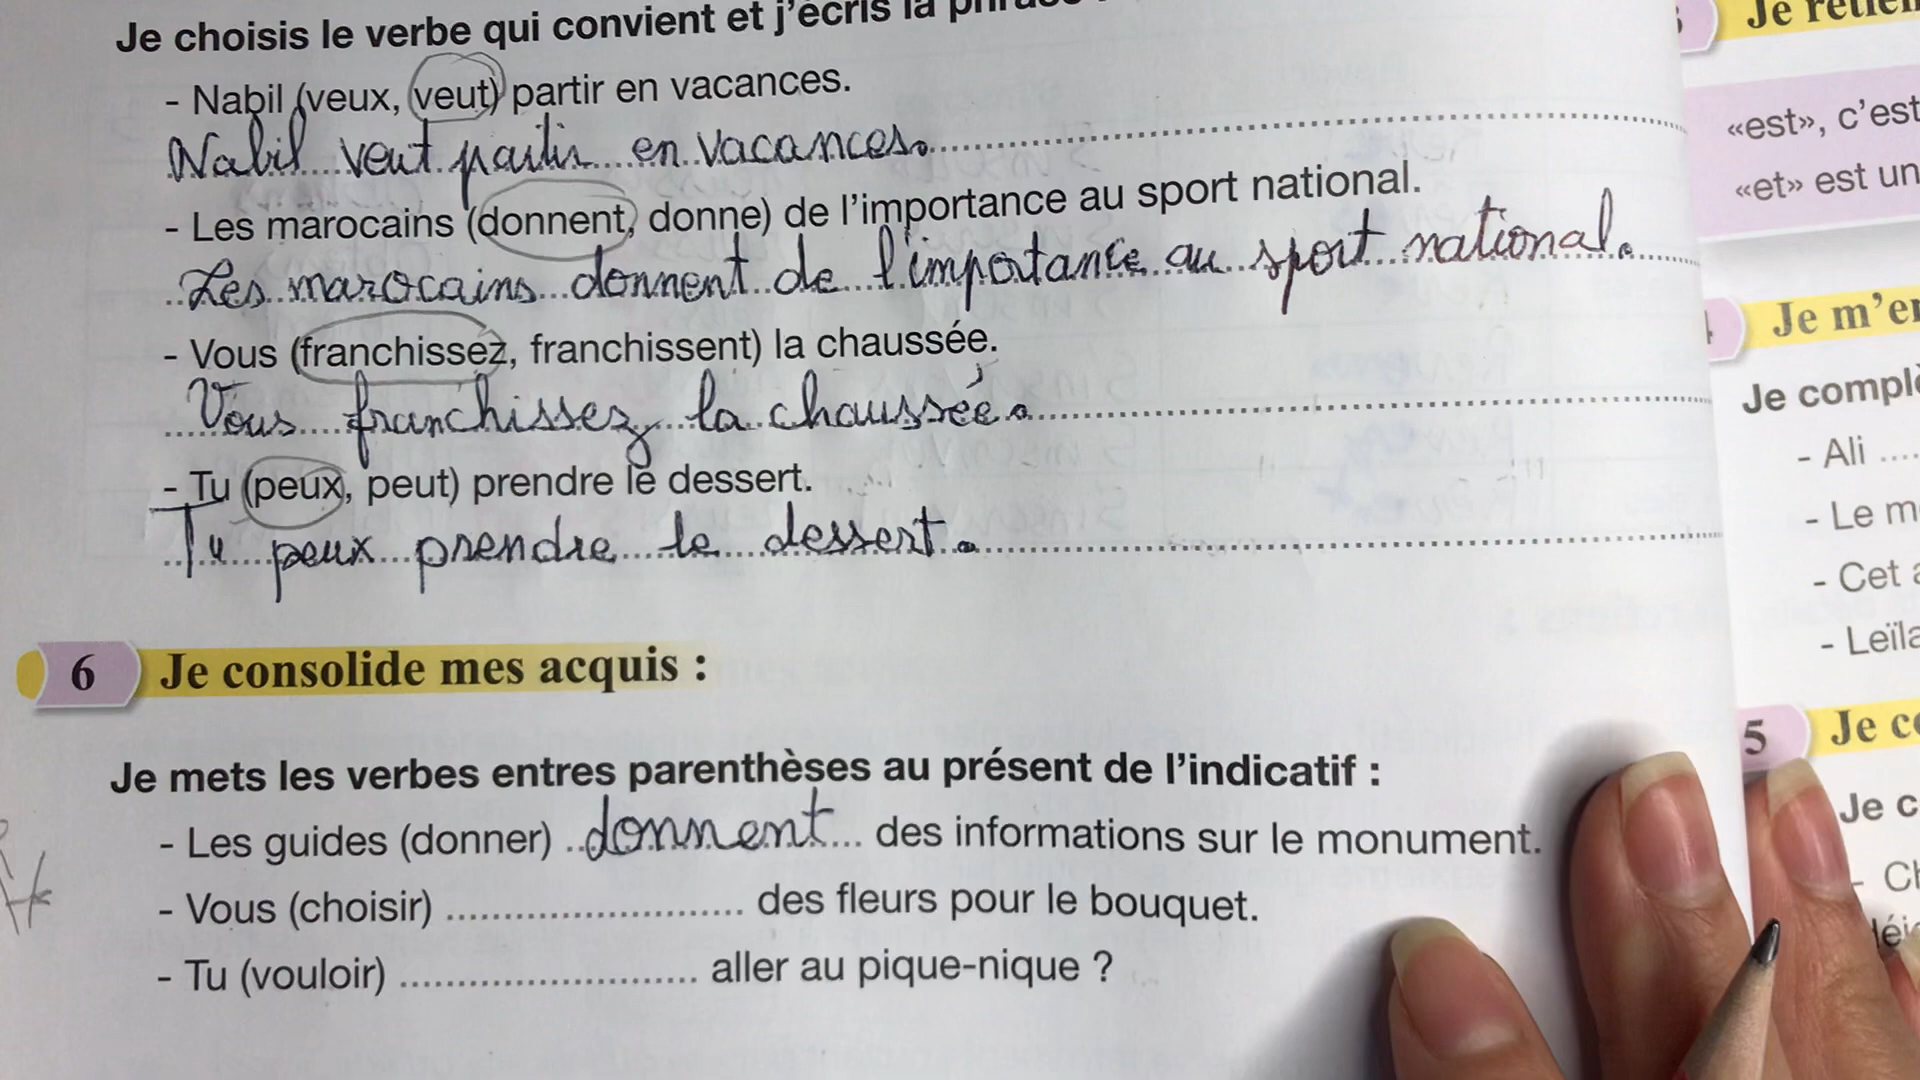 Je choisis le verbe qui convient et j'écris la
- Nabil (veux, veut) partir en vacances.
Nabil veut partir en vacances.
- Les marocains (donnent, donne) de l'importance au sport national.
Les marocains donnent de l'importance au sport national.
- Vous (franchissez, franchissent) la chaussée.
Vous franchissez la chaussée.
- Tu (peux, peut) prendre le dessert.
Tu peux prendre le dessert.
6 Je consolide mes acquis :
Je mets les verbes entres parenthèses au présent de l'indicatif :
- Les guides (donner) donnent des informations sur le monument.
- Vous (choisir) ........................... des fleurs pour le bouquet.
- Tu (vouloir) ........................... aller au pique-nique ?
Je
«est», c'est
«et» est un
Je
Je
- Ali ....
- Le
- Cet
-
5 Je
Je
-